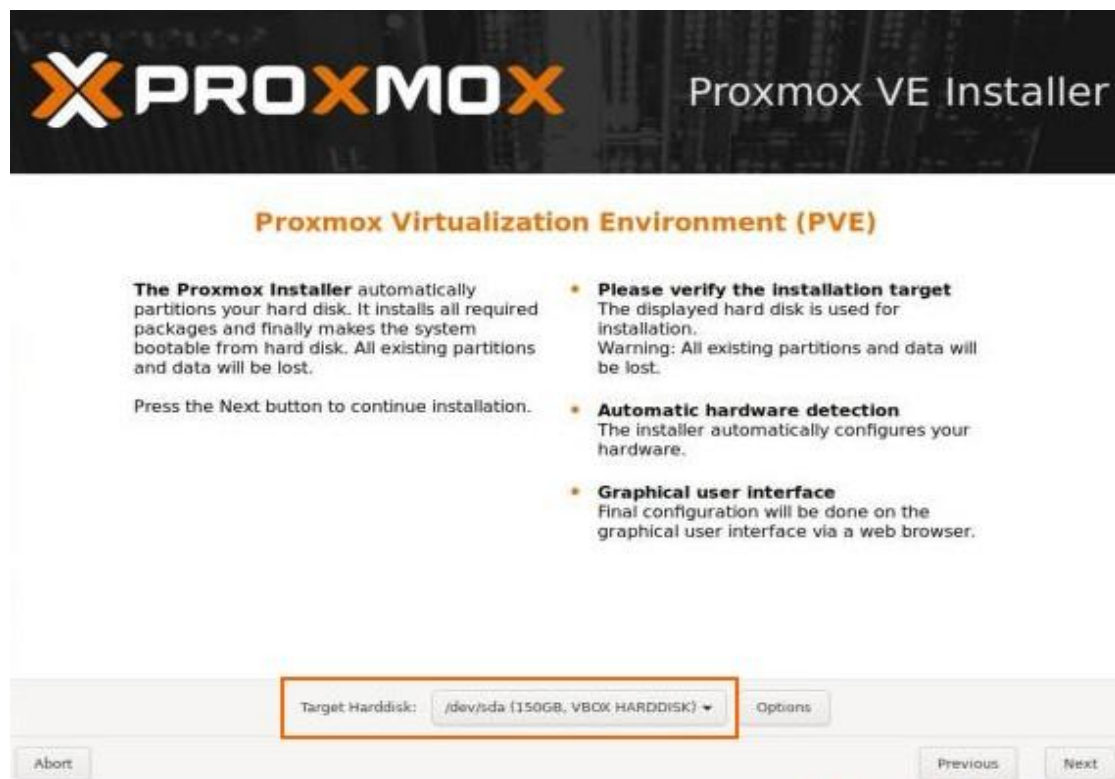 PROXMOX
Proxmox VE Installer
Proxmox Virtualization Environment (PVE)
The Proxmox Installer automatically
partitions your hard disk. It installs all required
packages and finally makes the system
bootable from hard disk. All existing partitions
and data will be lost.
Press the Next button to continue installation.
• Please verify the installation target
The displayed hard disk is used for
installation.
Warning: All existing partitions and data will
be lost.
• Automatic hardware detection
The installer automatically configures your
hardware.
• Graphical user interface
Final configuration will be done on the
graphical user interface via a web browser.
Target Harddisk: /dev/sda (150GB, VBOX HARDDISK) Options
Abort Previous Next